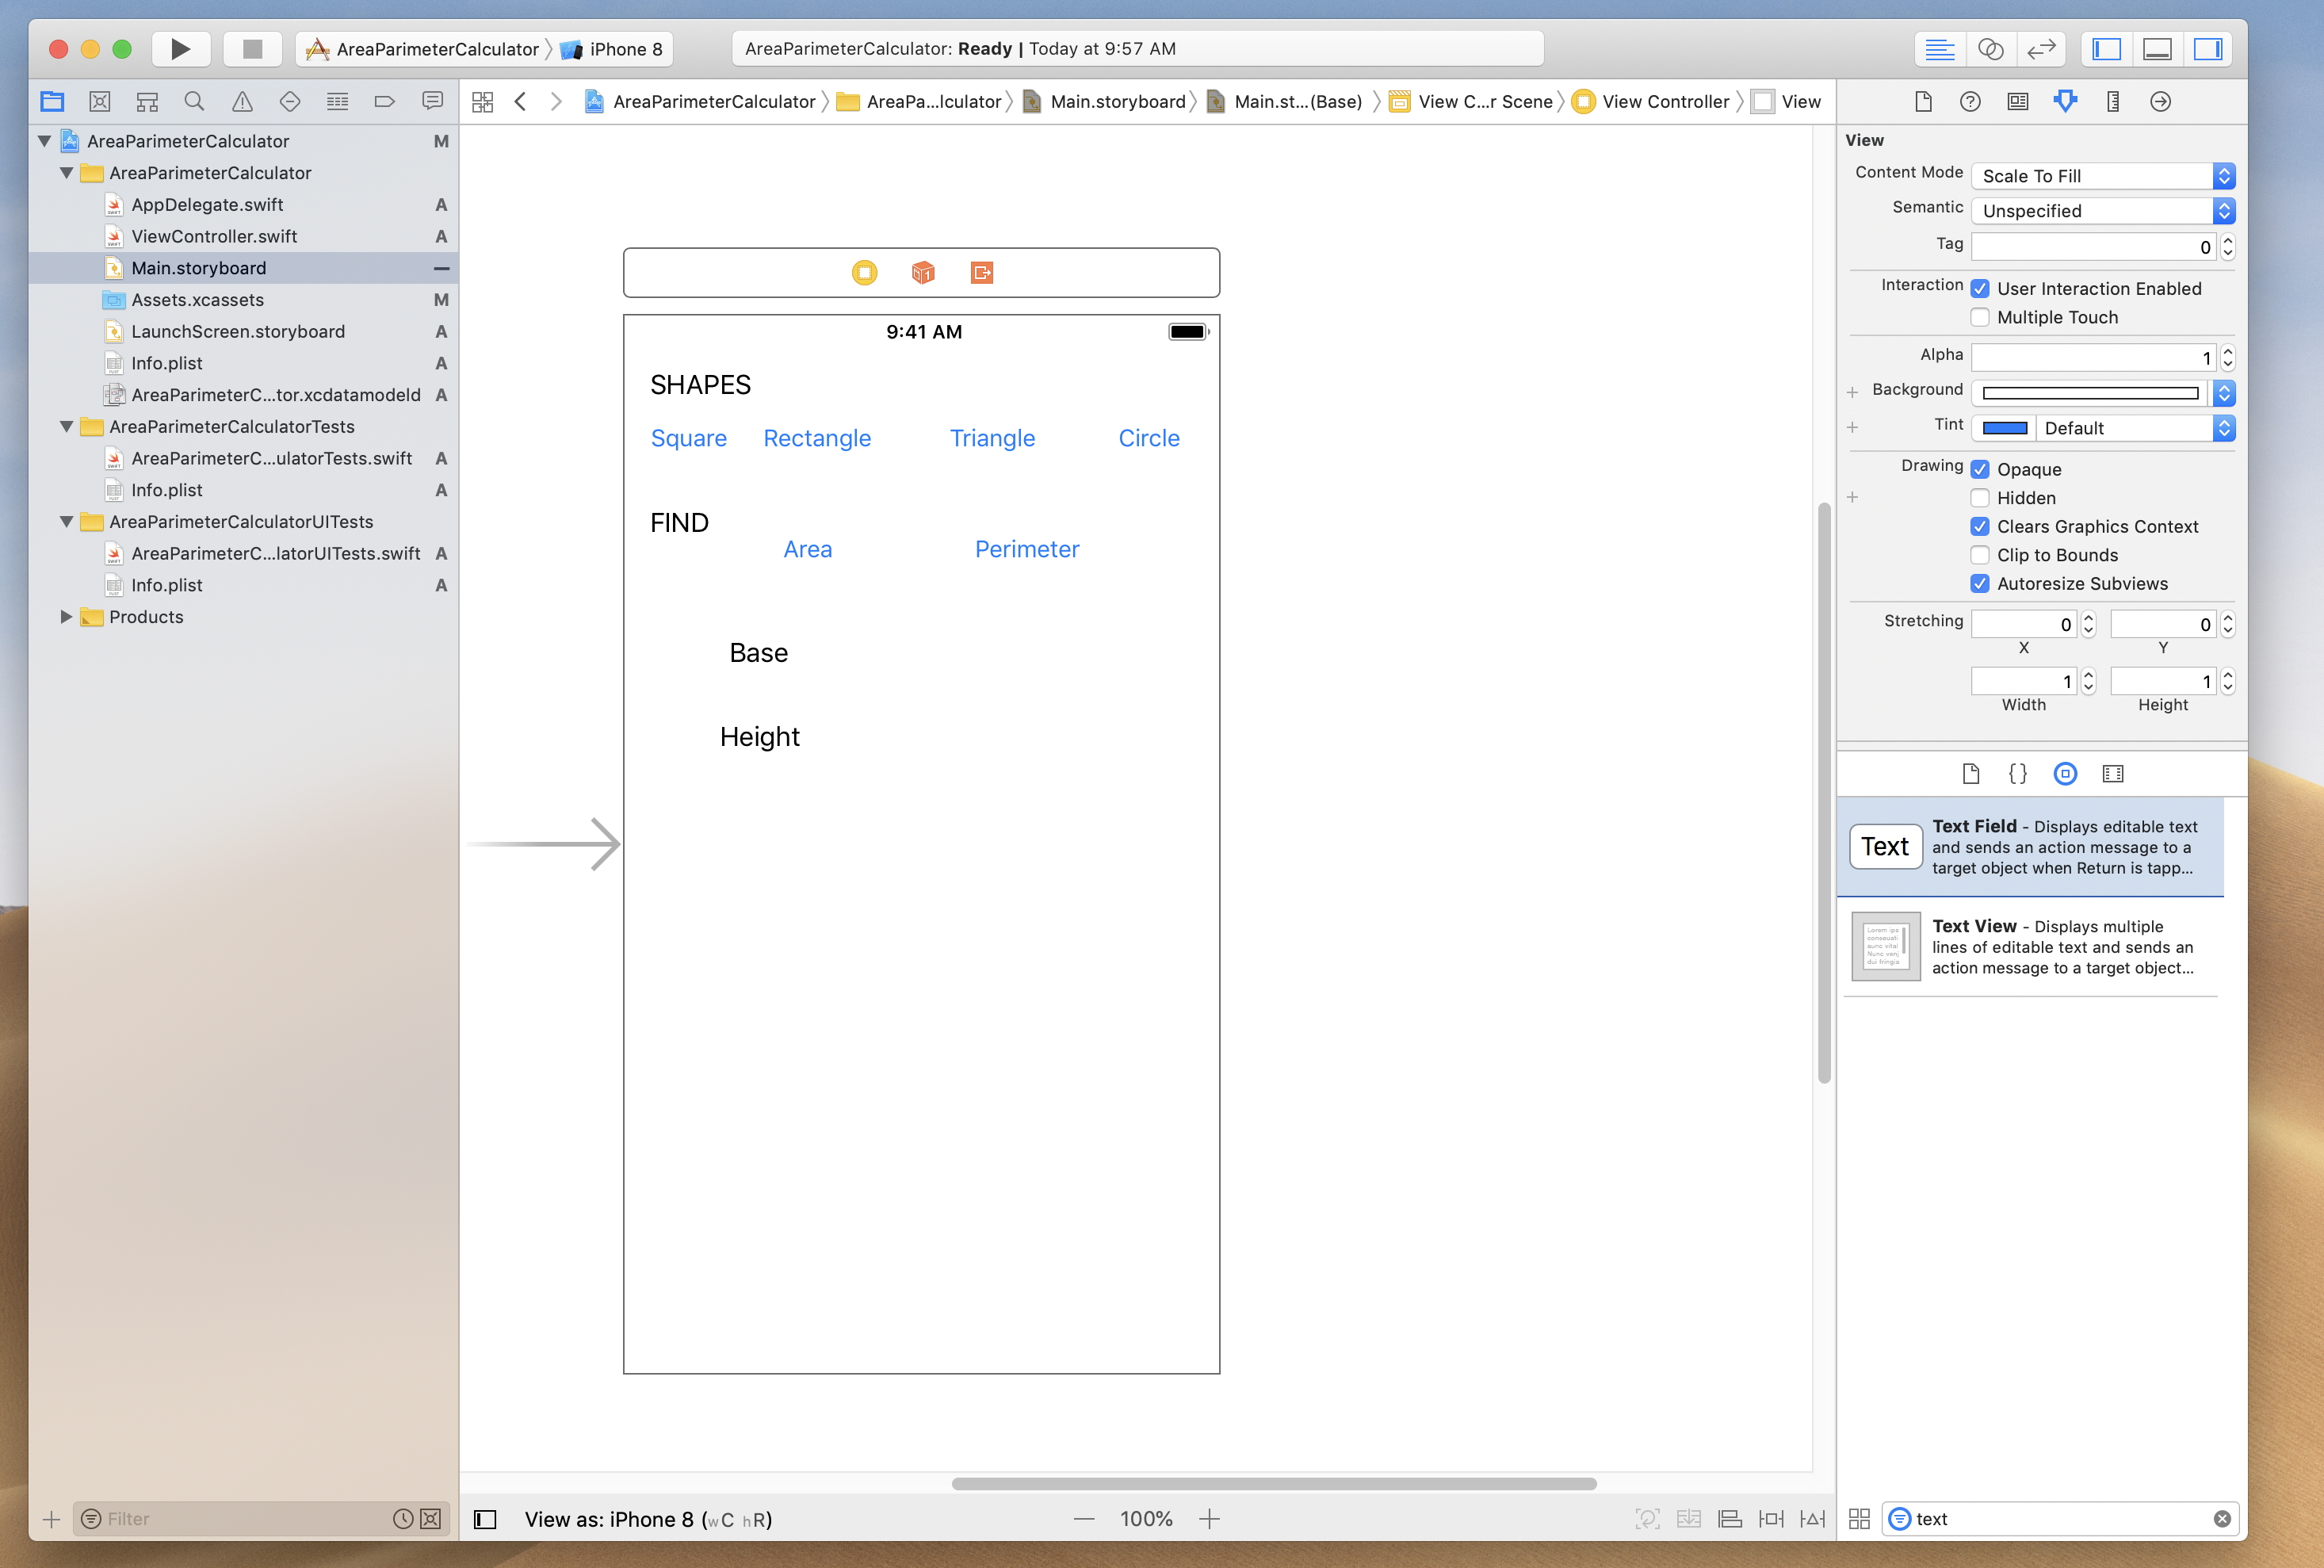 AreaParimeterCalculator iPhone 8
AreaParimeterCalculator: Ready | Today at 9:57 AM
AreaParimeterCalculator AreaPa...lculator Main.storyboard Main.st...(Base) View C...r Scene View Controller View
AreaParimeterCalculator M
AreaParimeterCalculator
AppDelegate.swift A
ViewController.swift A
Main.storyboard —
Assets.xcassets M
LaunchScreen.storyboard A
Info.plist A
AreaParimeterC...tor.xcdatamodeld A
AreaParimeterCalculatorTests
AreaParimeterC...ulatorTests.swift A
Info.plist A
AreaParimeterCalculatorUITests
AreaParimeterC...latorUITests.swift A
Info.plist A
Products
Filter
9:41 AM
SHAPES
Square Rectangle Triangle Circle
FIND
Area Perimeter
Base
Height
View as: iPhone 8 (wC hR)
100%
View
Content Mode Scale To Fill
Semantic Unspecified
Tag 0
Interaction User Interaction Enabled
Multiple Touch
Alpha 1
Background
Tint Default
Drawing Opaque
Hidden
Clears Graphics Context
Clip to Bounds
Autoresize Subviews
Stretching 0 0
X Y
1 1
Width Height
Text
Text Field - Displays editable text
and sends an action message to a
target object when Return is tapp...
Text View - Displays multiple
lines of editable text and sends an
action message to a target object...
text